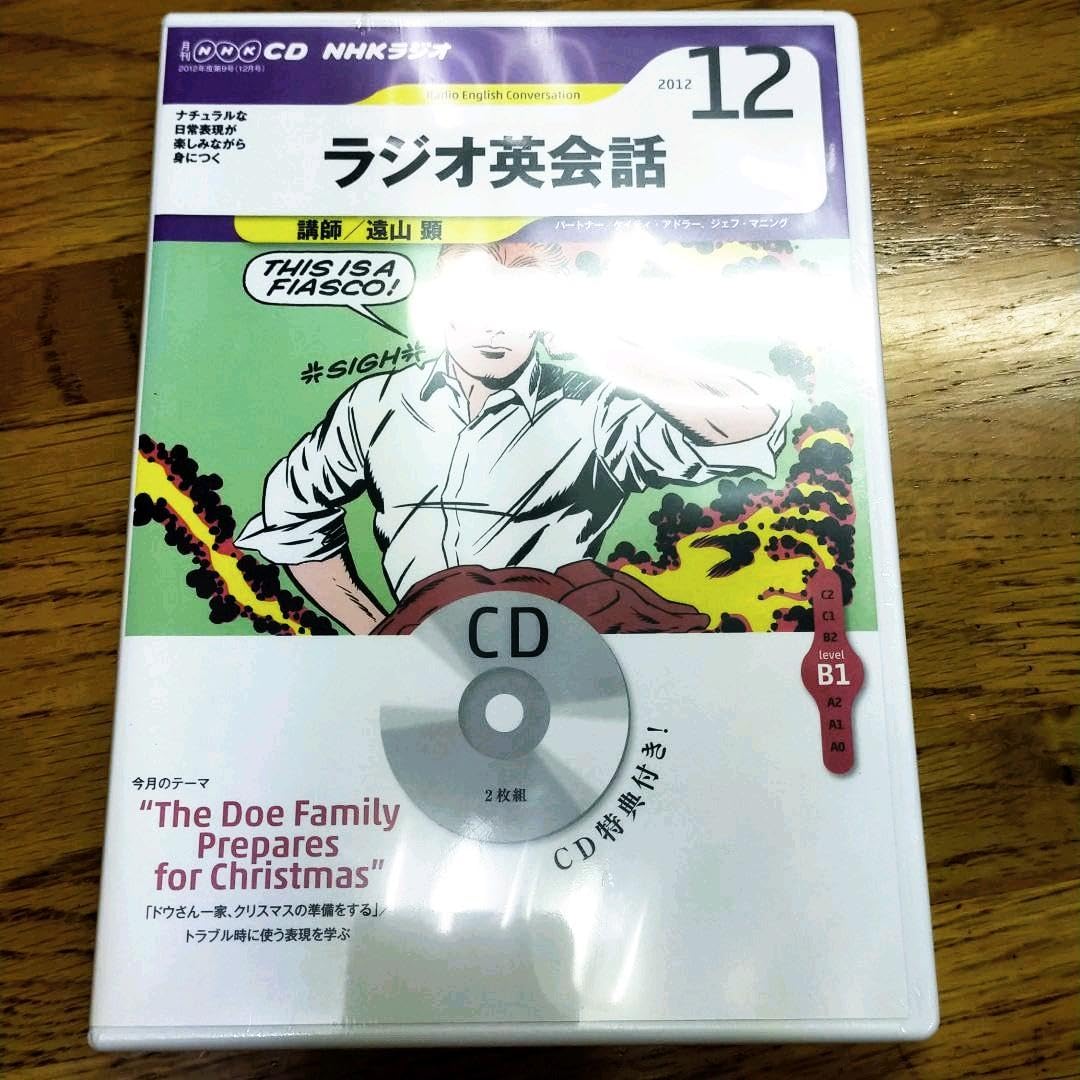 月刊 NHK CD NHKラジオ
2012年度第9号(12月号)
Radio English Conversation
2012 12
ナチュラルな
日常表現が
楽しみながら
身につく
ラジオ英会話
講師／遠山 顕
パートナー／ケイティ・アドラー、ジェフ・マニング
THIS IS A
FIASCO!
*SIGH*
CD
2枚組
CD特典付き!
C2
C1
B2
level
B1
A2
A1
A0
今月のテーマ
“The Doe Family
Prepares
for Christmas”
「ドウさん一家、クリスマスの準備をする」／
トラブル時に使う表現を学ぶ